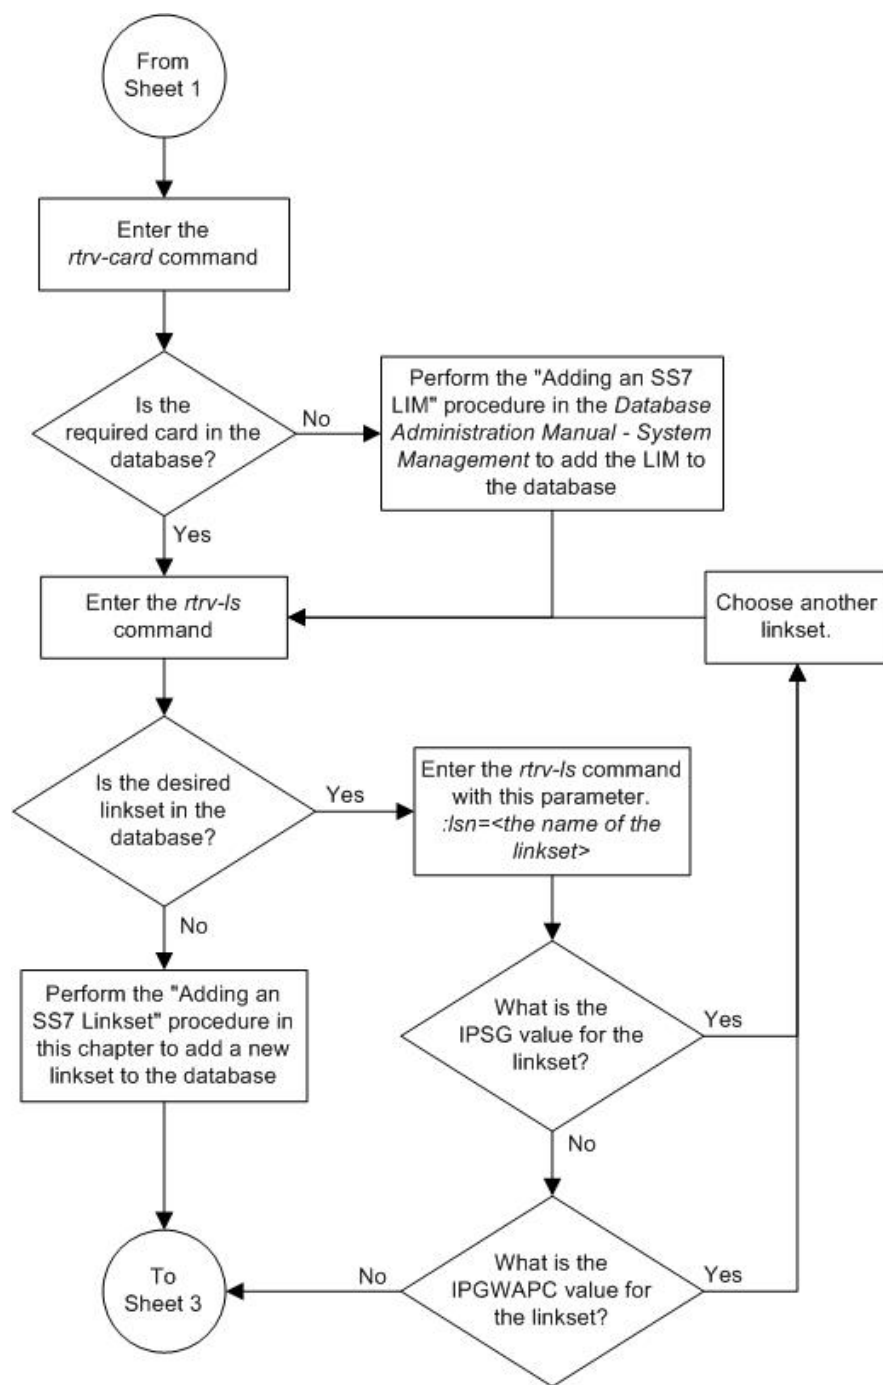 From
Sheet 1
Enter the
rtrv-card command
Is the
required card in the
database?
No
Perform the "Adding an SS7
LIM" procedure in the Database
Administration Manual - System
Management to add the LIM to
the database
Yes
Enter the rtrv-ls
command
Choose another
linkset.
Is the desired
linkset in the
database?
Yes
Enter the rtrv-ls command
with this parameter.
:lsn=<the name of the
linkset>
No
Perform the "Adding an
SS7 Linkset" procedure in
this chapter to add a new
linkset to the database
What is the
IPSG value for the
linkset?
Yes
No
What is the
IPGWAPC value for
the linkset?
Yes
No
To
Sheet 3